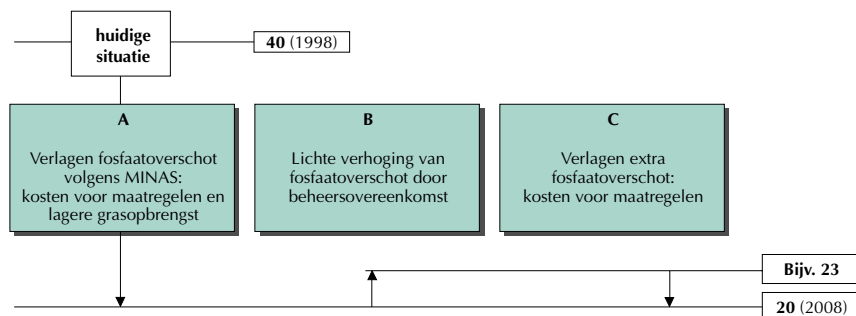 huidige
situatie
40 (1998)
A
Verlagen fosfaatoverschot
volgens MINAS:
kosten voor maatregelen en
lagere grasopbrengst
B
Lichte verhoging van
fosfaatoverschot door
beheersovereenkomst
C
Verlagen extra
fosfaatoverschot:
kosten voor maatregelen
Bijv. 23
20 (2008)